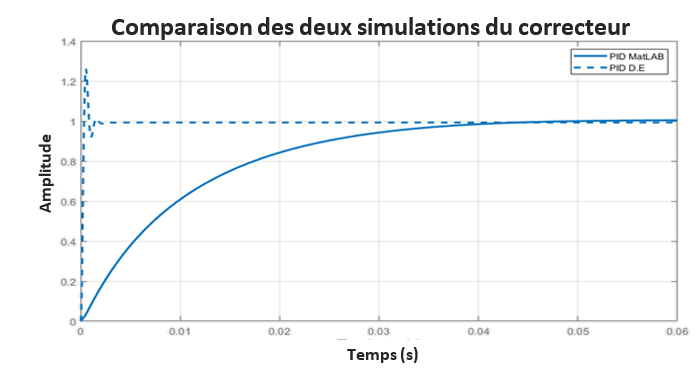 Comparaison des deux simulations du correcteur
1.4
PID MatLAB
PID D.E
1.2
1
0.8
0.6
0.4
0.2
0
Amplitude
0 0.01 0.02 0.03 0.04 0.05 0.06
Temps (s)